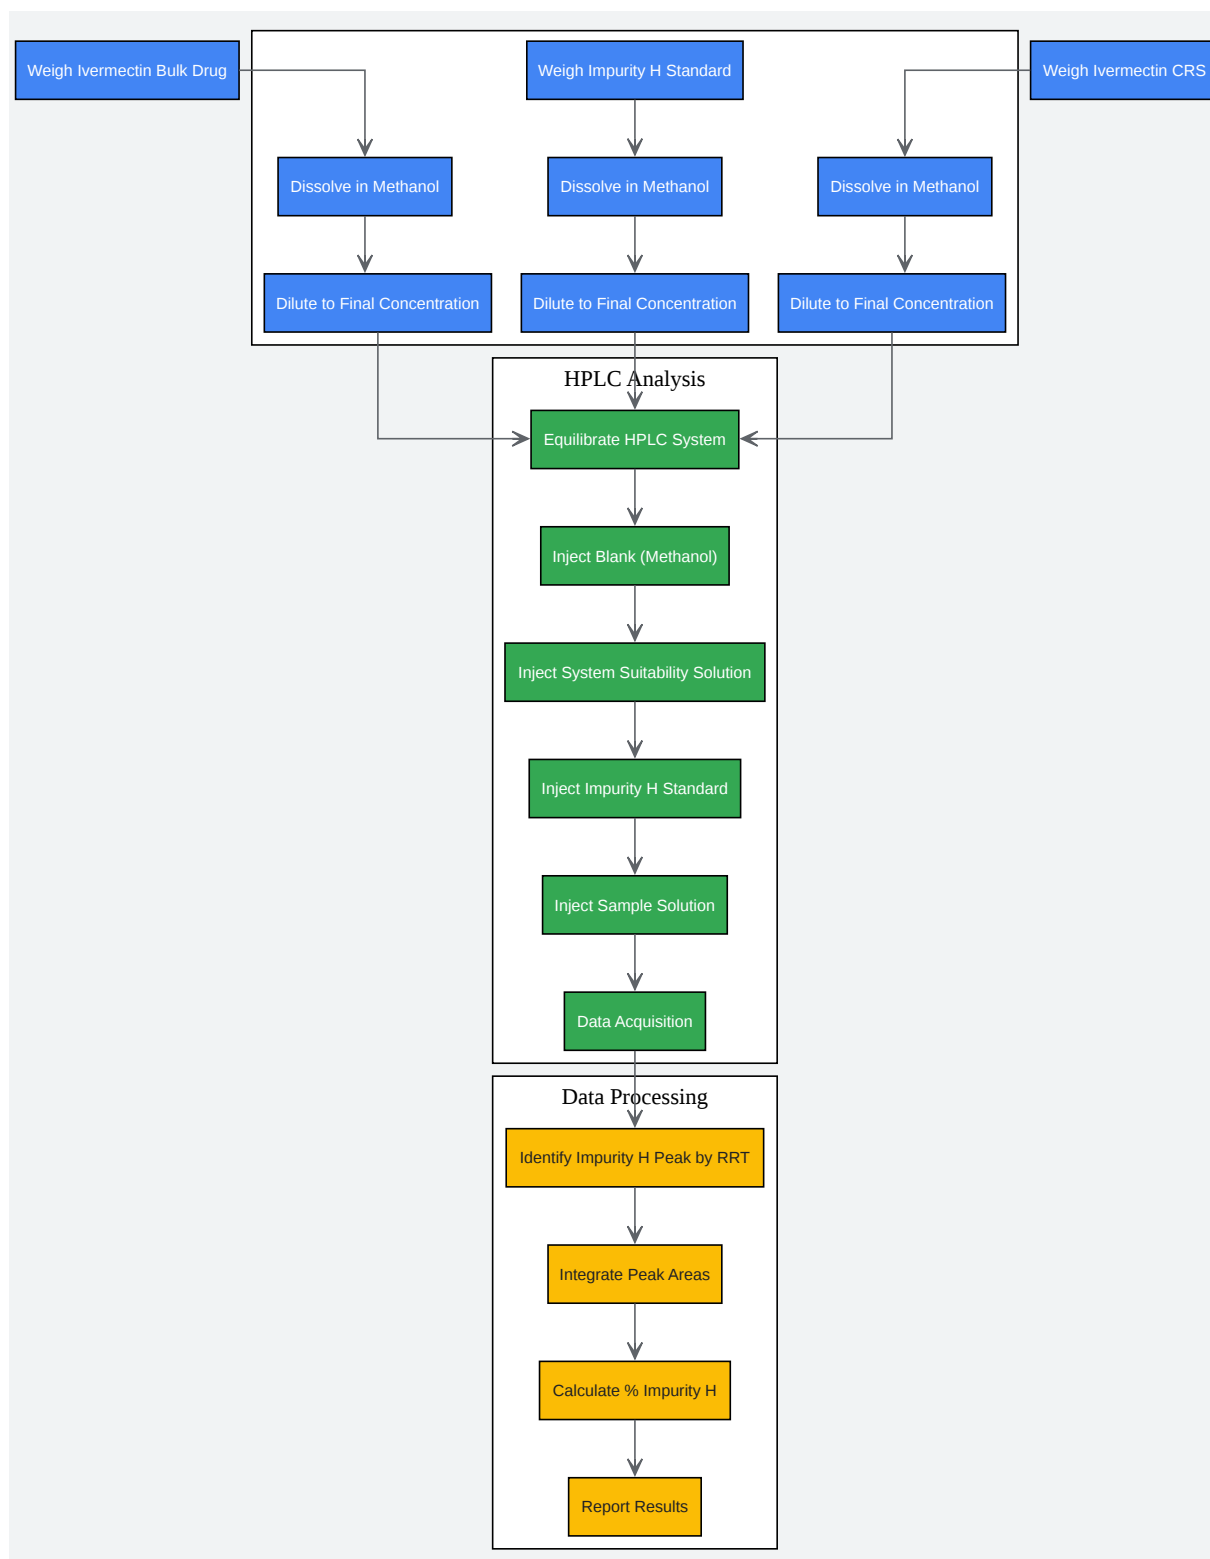 Weigh Ivermectin Bulk Drug
Weigh Impurity H Standard
Weigh Ivermectin CRS
Dissolve in Methanol
Dissolve in Methanol
Dissolve in Methanol
Dilute to Final Concentration
Dilute to Final Concentration
Dilute to Final Concentration
HPLC Analysis
Equilibrate HPLC System
Inject Blank (Methanol)
Inject System Suitability Solution
Inject Impurity H Standard
Inject Sample Solution
Data Acquisition
Data Processing
Identify Impurity H Peak by RRT
Integrate Peak Areas
Calculate % Impurity H
Report Results